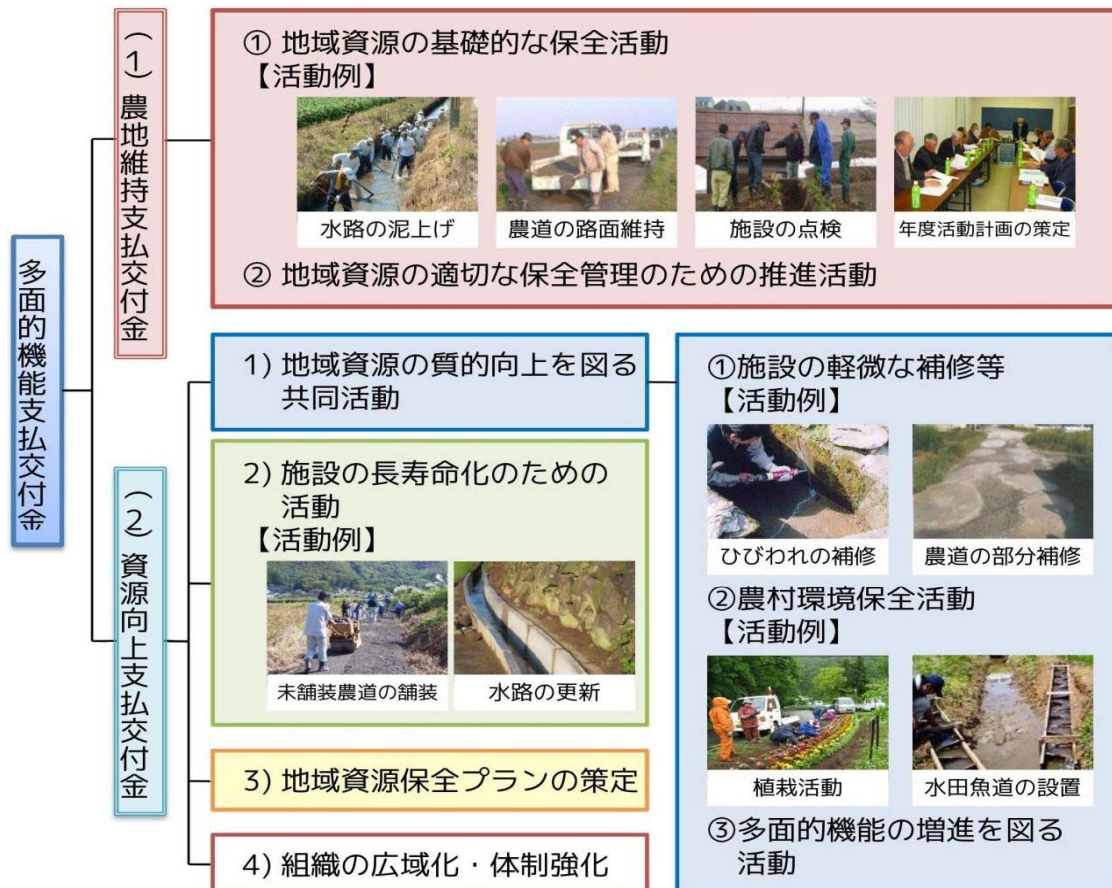 多面的機能支払交付金
(1)農地維持支払交付金
① 地域資源の基礎的な保全活動
【活動例】
水路の泥上げ
農道の路面維持
施設の点検
年度活動計画の策定
② 地域資源の適切な保全管理のための推進活動
(2)資源向上支払交付金
1) 地域資源の質的向上を図る
共同活動
①施設の軽微な補修等
【活動例】
ひびわれの補修
農道の部分補修
②農村環境保全活動
【活動例】
植栽活動
水田魚道の設置
③多面的機能の増進を図る
活動
2) 施設の長寿命化のための
活動
【活動例】
未舗装農道の舗装
水路の更新
3) 地域資源保全プランの策定
4) 組織の広域化・体制強化